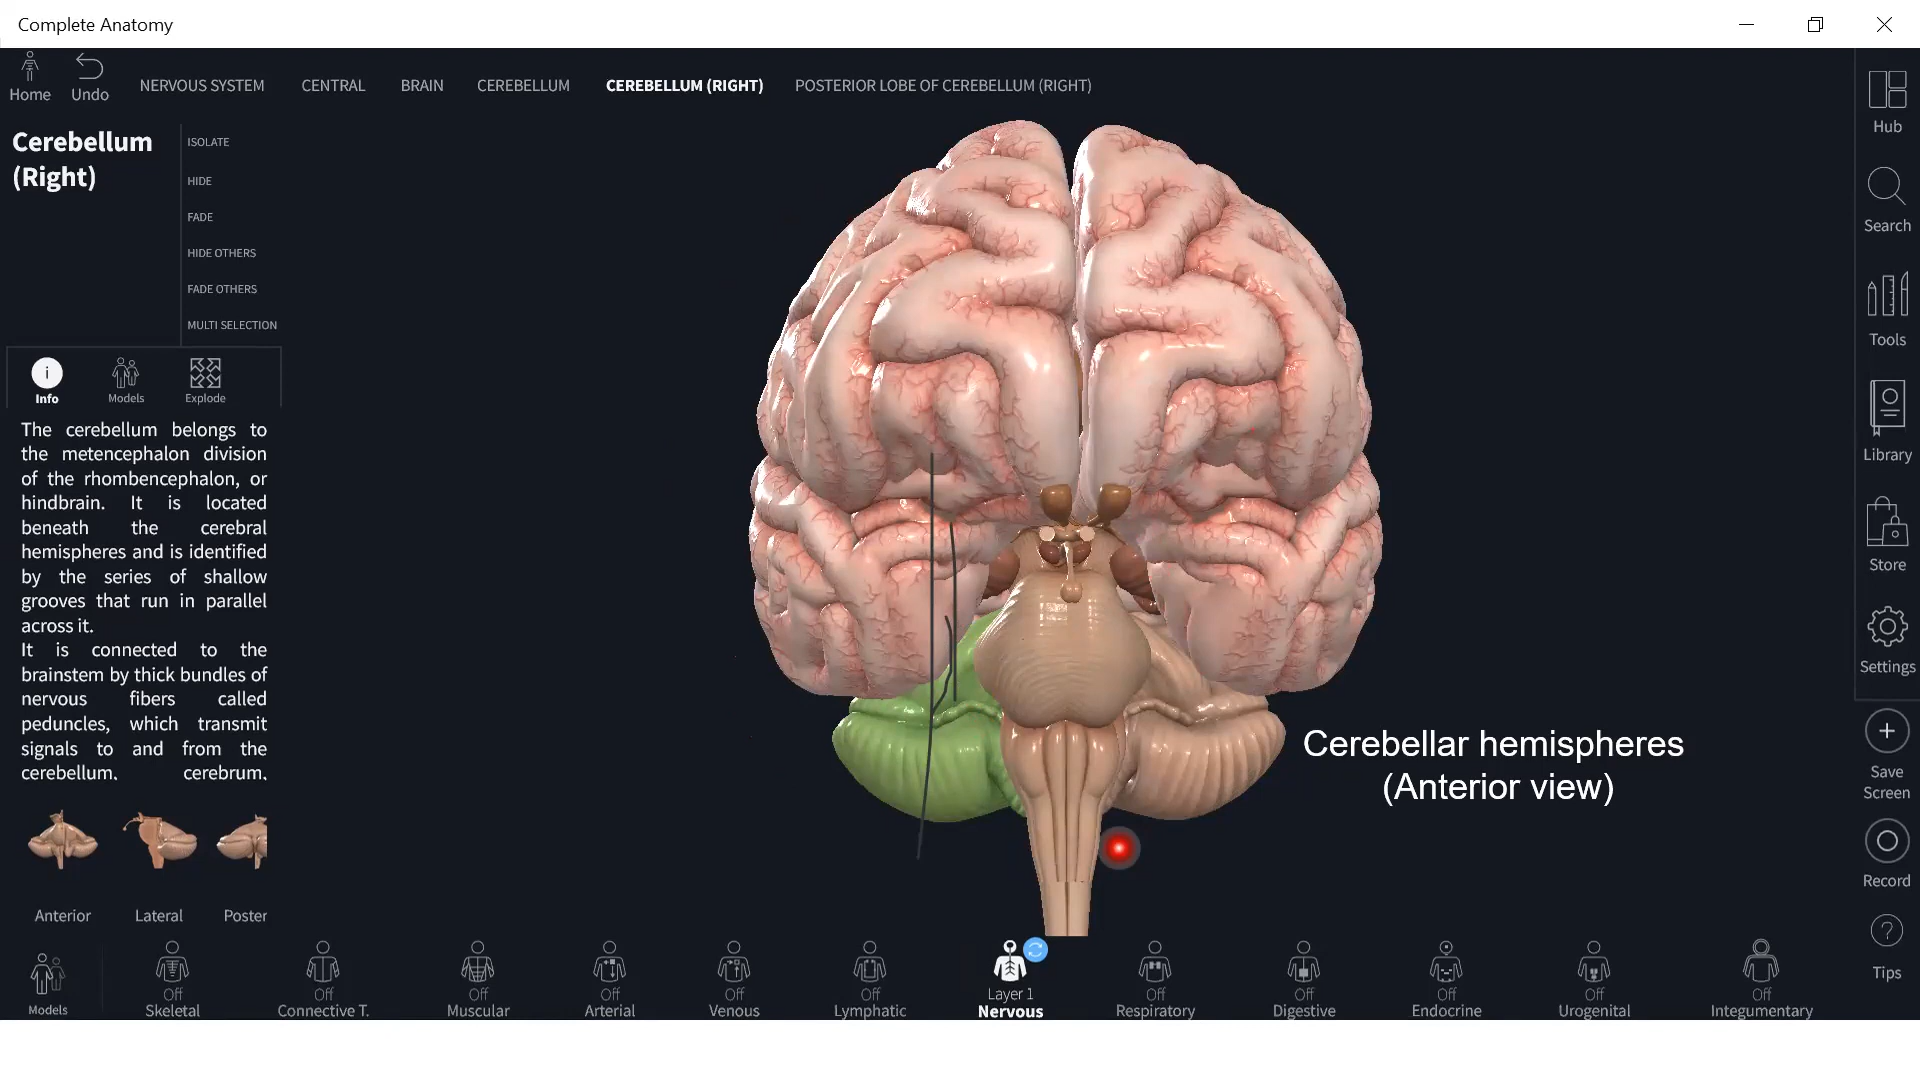 Complete Anatomy
Home
Undo
NERVOUS SYSTEM
CENTRAL
BRAIN
CEREBELLUM
CEREBELLUM (RIGHT)
POSTERIOR LOBE OF CEREBELLUM (RIGHT)
Cerebellum
(Right)
ISOLATE
HIDE
FADE
HIDE OTHERS
FADE OTHERS
MULTI SELECTION
i
Info
Models
Explode
The cerebellum belongs to
the metencephalon division
of the rhombencephalon, or
hindbrain. It is located
beneath the cerebral
hemispheres and is identified
by the series of shallow
grooves that run in parallel
across it.
It is connected to the
brainstem by thick bundles of
nervous fibers called
peduncles, which transmit
signals to and from the
cerebellum, cerebrum,
Anterior
Lateral
Poster
Cerebellar hemispheres
(Anterior view)
Hub
Search
Tools
Library
Store
Settings
+
Save
Screen
Record
?
Tips
Models
Off
Skeletal
Off
Connective T.
Off
Muscular
Off
Arterial
Off
Venous
Off
Lymphatic
Layer 1
Nervous
Off
Respiratory
Off
Digestive
Off
Endocrine
Off
Urogenital
Off
Integumentary